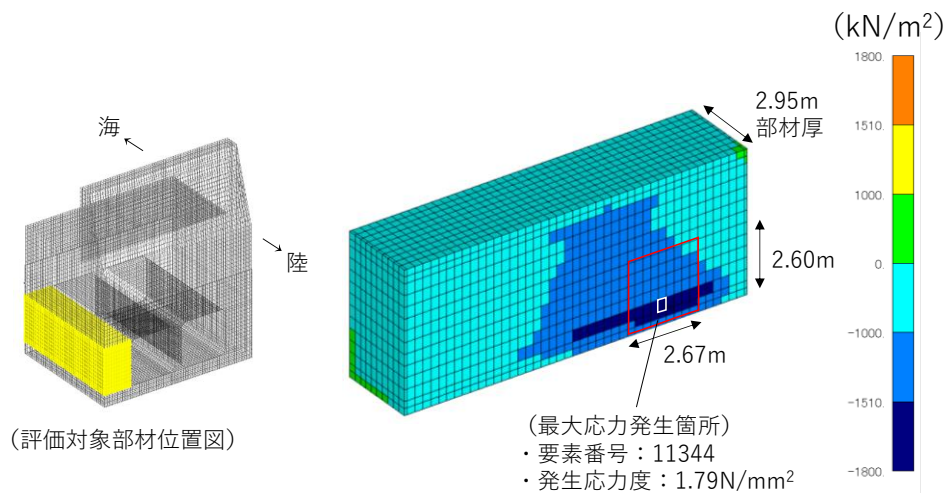 (kN/m²)
1800.
1510.
1000.
0.
-1000.
-1510.
-1800.
2.95m
部材厚
海
陸
2.60m
2.67m
(評価対象部材位置図)
(最大応力発生箇所)
・要素番号：11344
・発生応力度：1.79N/mm²